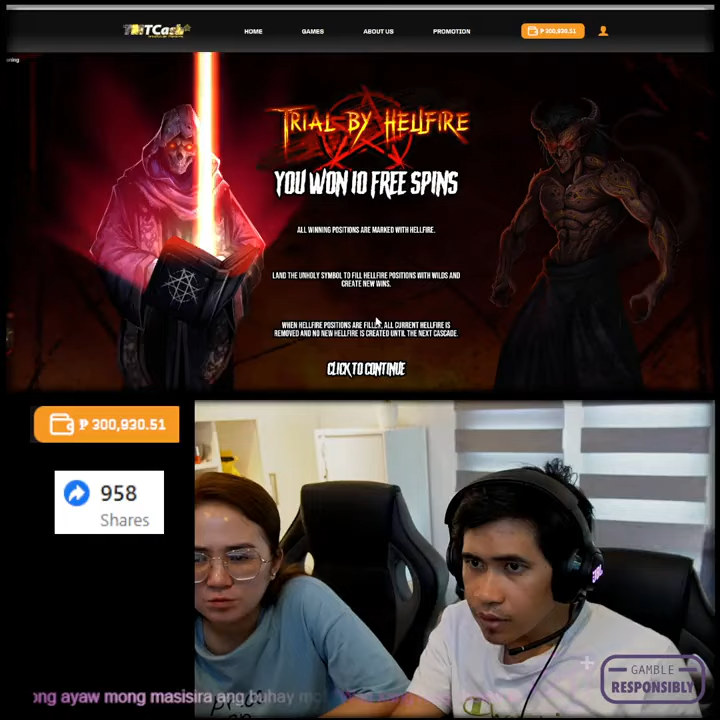 HOME
GAMES
ABOUT US
PROMOTION
₱ 300,930.51
TRIAL BY HELLFIRE
YOU WON 10 FREE SPINS
ALL WINNING POSITIONS ARE MARKED WITH HELLFIRE.
LAND THE UNHOLY SYMBOL TO FILL HELLFIRE POSITIONS WITH WILDS AND
CREATE NEW WINS.
WHEN HELLFIRE POSITIONS ARE FILLED, ALL CURRENT HELLFIRE IS
REMOVED AND NO NEW HELLFIRE IS CREATED UNTIL THE NEXT CASCADE.
CLICK TO CONTINUE
₱ 300,930.51
958
Shares
ayaw mong masisira ang buhay
GAMBLE
RESPONSIBLY